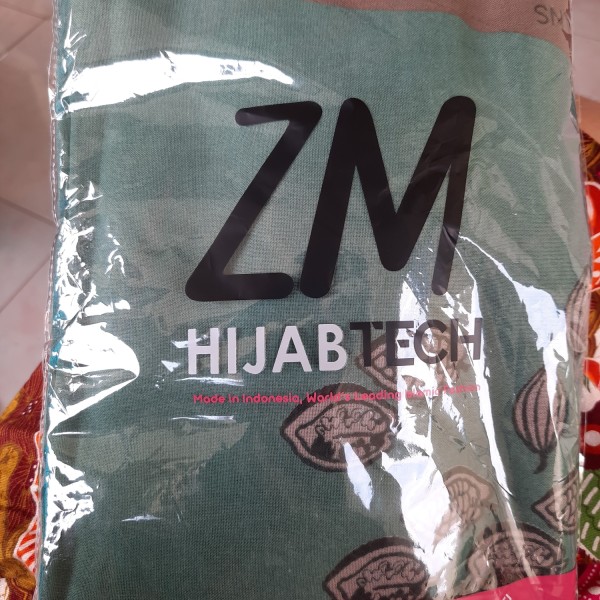 ZM
HIJABTECH
Made in Indonesia, World's Leading